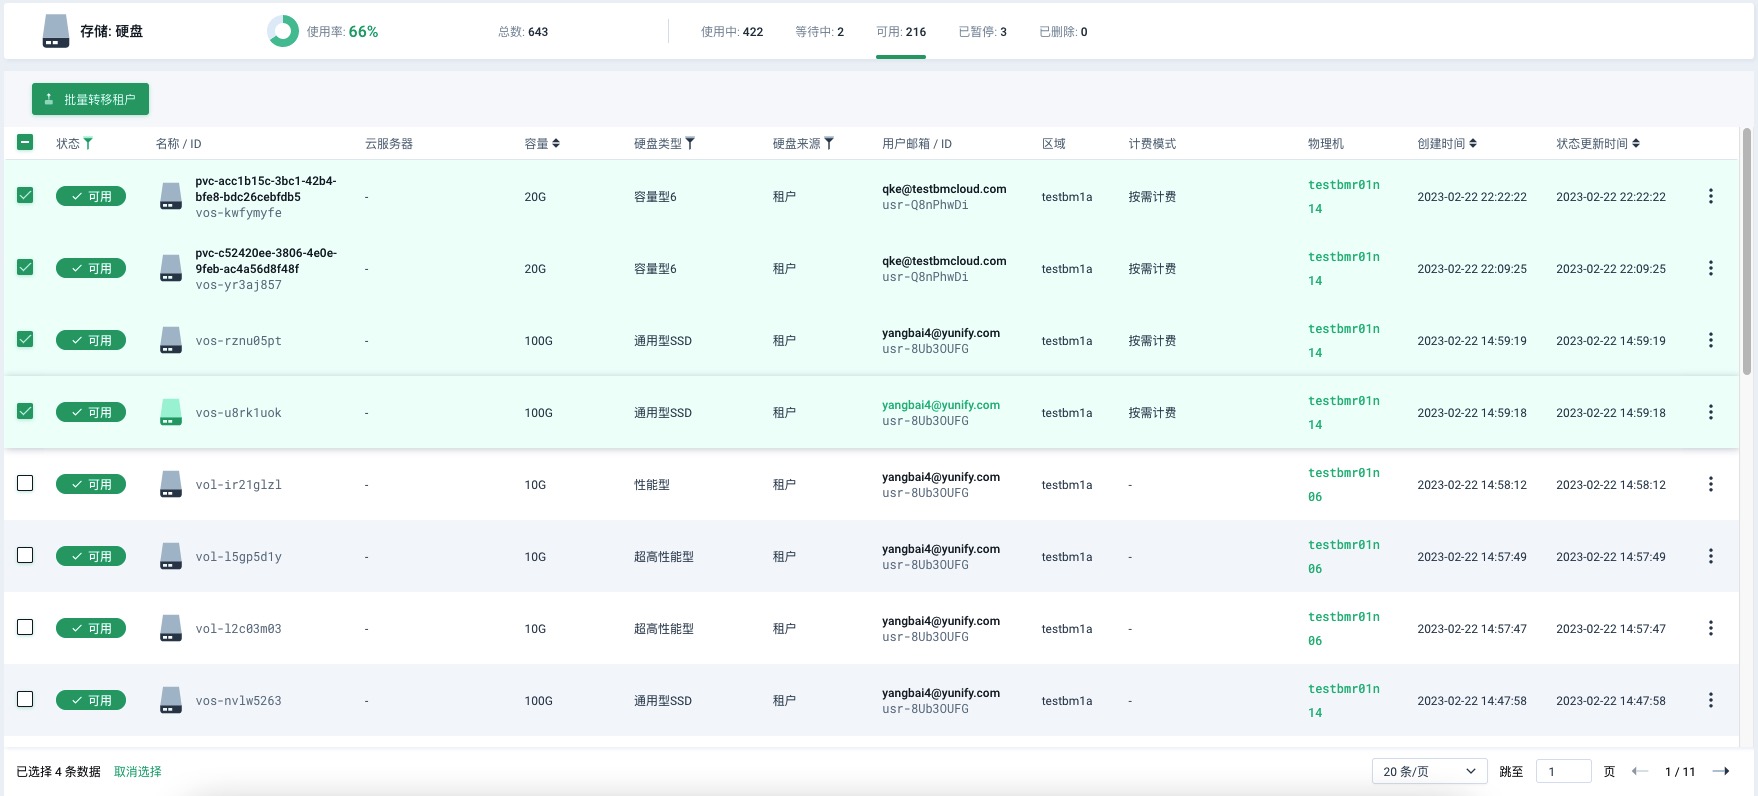 存储: 硬盘
使用率: 66%
总数: 643
使用中: 422
等待中: 2
可用: 216
已暂停: 3
已删除: 0
批量转移租户
状态 名称 / ID 云服务器 容量 硬盘类型 硬盘来源 用户邮箱 / ID 区域 计费模式 物理机 创建时间 状态更新时间
可用 pvc-acc1b15c-3bc1-42b4-bfe8-bdc26cebfdb5 vos-kwfymyfe - 20G 容量型6 租户 qke@testbmcloud.com usr-Q8nPhwDi testbm1a 按需计费 testbmr01n14 2023-02-22 22:22:22 2023-02-22 22:22:22
可用 pvc-c52420ee-3806-4e0e-9feb-ac4a56d8f48f vos-yr3aj857 - 20G 容量型6 租户 qke@testbmcloud.com usr-Q8nPhwDi testbm1a 按需计费 testbmr01n14 2023-02-22 22:09:25 2023-02-22 22:09:25
可用 vos-rznu05pt - 100G 通用型SSD 租户 yangbai4@yunify.com usr-8Ub3OUFG testbm1a 按需计费 testbmr01n14 2023-02-22 14:59:19 2023-02-22 14:59:19
可用 vos-u8rk1uok - 100G 通用型SSD 租户 yangbai4@yunify.com usr-8Ub3OUFG testbm1a 按需计费 testbmr01n14 2023-02-22 14:59:18 2023-02-22 14:59:18
可用 vol-ir21glzl - 10G 性能型 租户 yangbai4@yunify.com usr-8Ub3OUFG testbm1a - testbmr01n06 2023-02-22 14:58:12 2023-02-22 14:58:12
可用 vol-l5gp5d1y - 10G 超高性能型 租户 yangbai4@yunify.com usr-8Ub3OUFG testbm1a - testbmr01n06 2023-02-22 14:57:49 2023-02-22 14:57:49
可用 vol-l2c03m03 - 10G 超高性能型 租户 yangbai4@yunify.com usr-8Ub3OUFG testbm1a - testbmr01n06 2023-02-22 14:57:47 2023-02-22 14:57:47
可用 vos-nvlw5263 - 100G 通用型SSD 租户 yangbai4@yunify.com usr-8Ub3OUFG testbm1a - testbmr01n14 2023-02-22 14:47:58 2023-02-22 14:47:58
已选择 4 条数据 取消选择 20 条/页 跳至 1 页 1 / 11